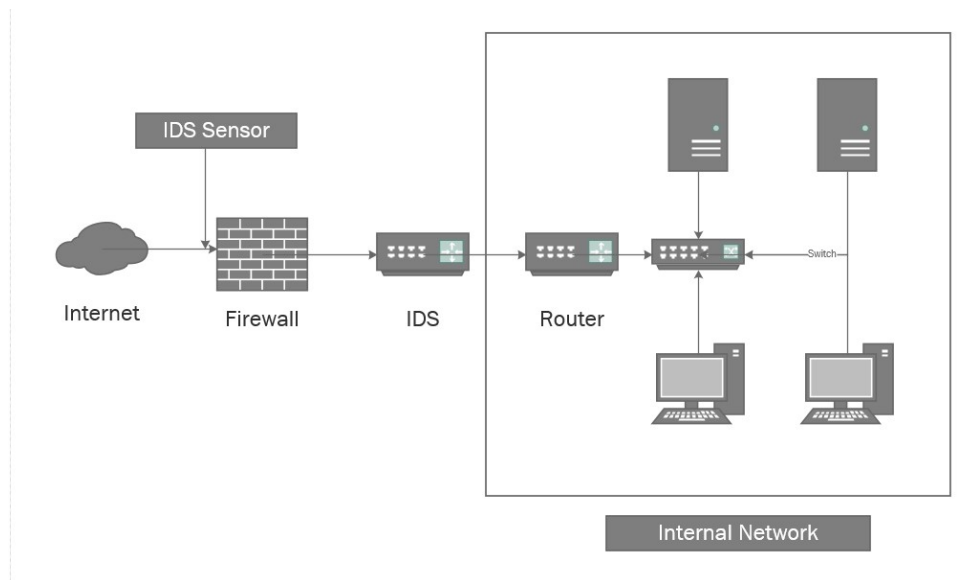 IDS Sensor
Switch
Internet
Firewall
IDS
Router
Internal Network